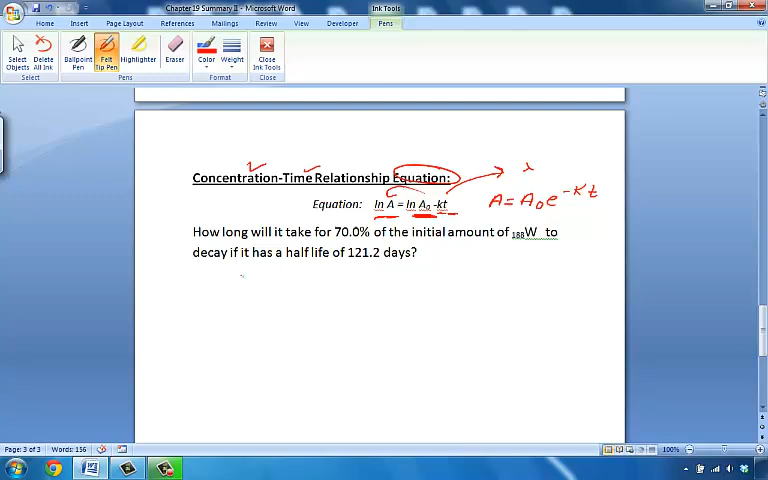 Chapter 19 Summary II - Microsoft Word
Ink Tools
Home Insert Page Layout References Mailings Review View Developer Pens
Select Objects
Delete All Ink
Ballpoint Pen
Felt Tip Pen
Highlighter
Eraser
Color
Weight
Close Ink Tools
Select Pens Format Close
Concentration-Time Relationship Equation:
Equation: ln A = ln A₀ -kt
A = A₀e^-Kt
How long will it take for 70.0% of the initial amount of ₁₈₈W to
decay if it has a half life of 121.2 days?
Page: 3 of 3 Words: 156
100%
5:26 PM